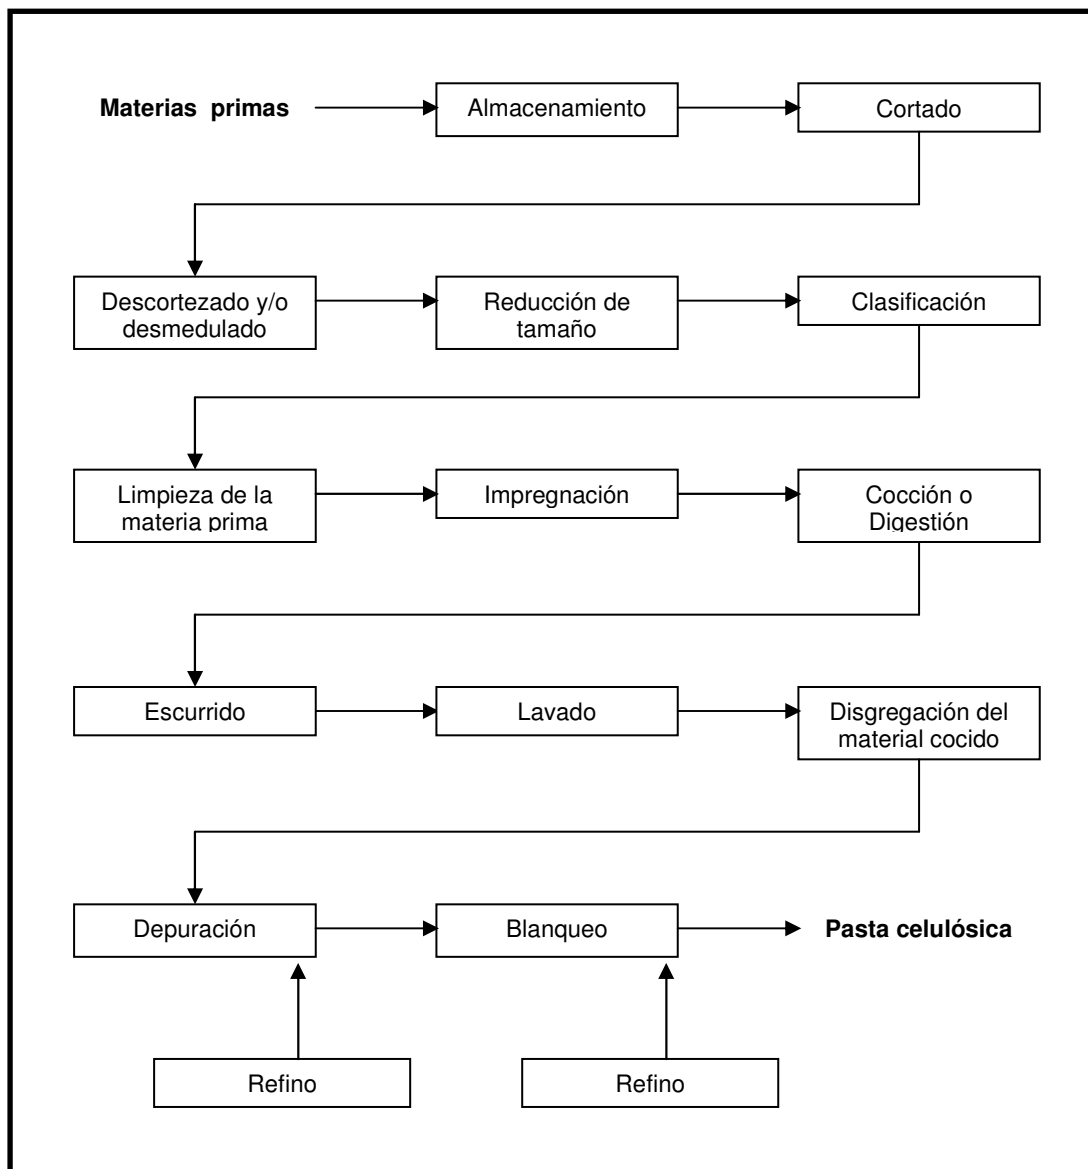 Materias primas
Almacenamiento
Cortado
Descortezado y/o
desmedulado
Reducción de
tamaño
Clasificación
Limpieza de la
materia prima
Impregnación
Cocción o
Digestión
Escurrido
Lavado
Disgregación del
material cocido
Depuración
Blanqueo
Pasta celulósica
Refino
Refino